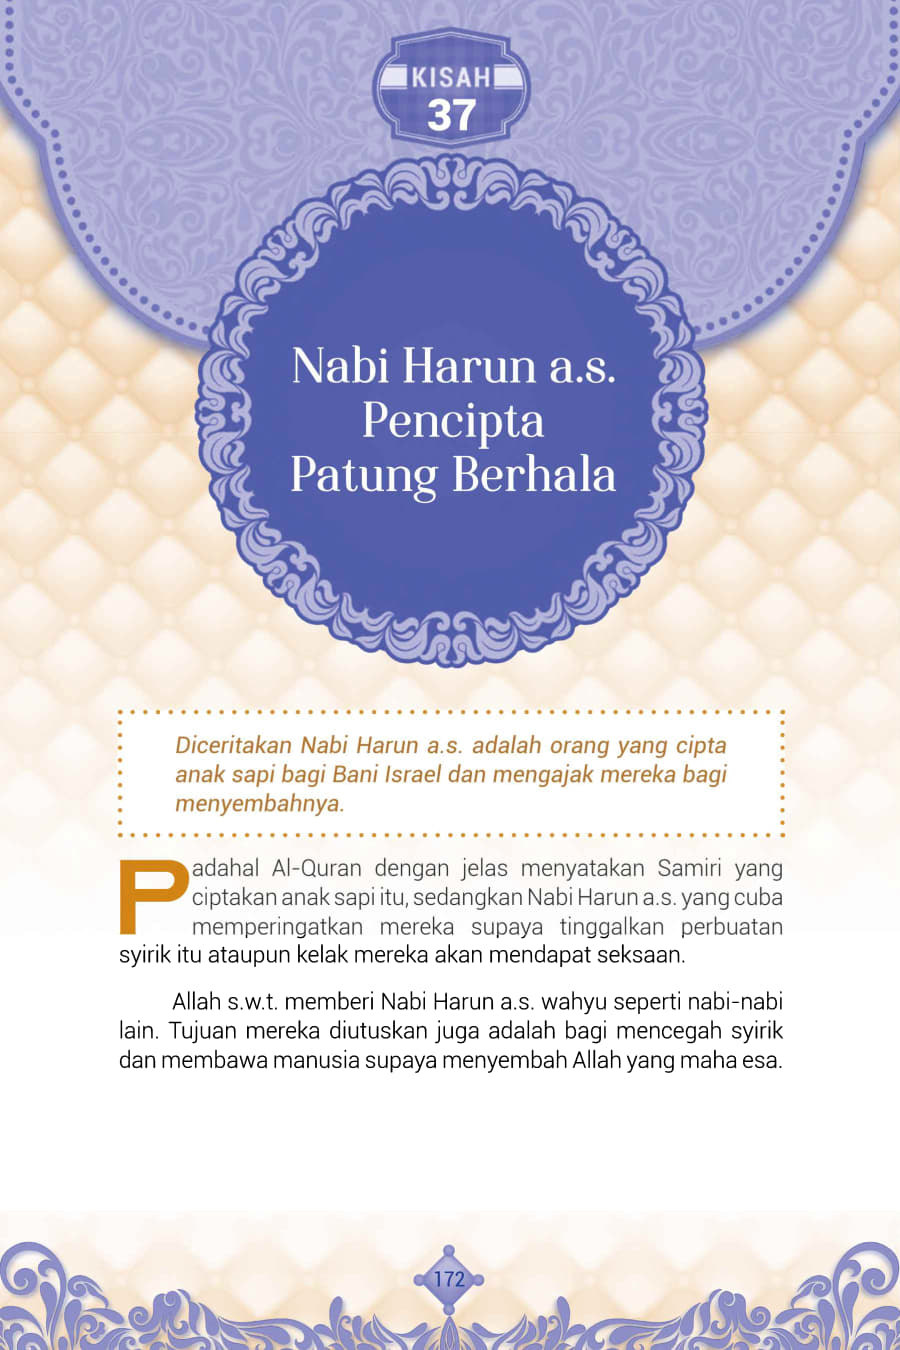 KISAH
37
Nabi Harun a.s.
Pencipta
Patung Berhala
Diceritakan Nabi Harun a.s. adalah orang yang cipta
anak sapi bagi Bani Israel dan mengajak mereka bagi
menyembahnya.
Padahal Al-Quran dengan jelas menyatakan Samiri yang
ciptakan anak sapi itu, sedangkan Nabi Harun a.s. yang cuba
memperingatkan mereka supaya tinggalkan perbuatan
syirik itu ataupun kelak mereka akan mendapat seksaan.
Allah s.w.t. memberi Nabi Harun a.s. wahyu seperti nabi-nabi
lain. Tujuan mereka diutuskan juga adalah bagi mencegah syirik
dan membawa manusia supaya menyembah Allah yang maha esa.
172